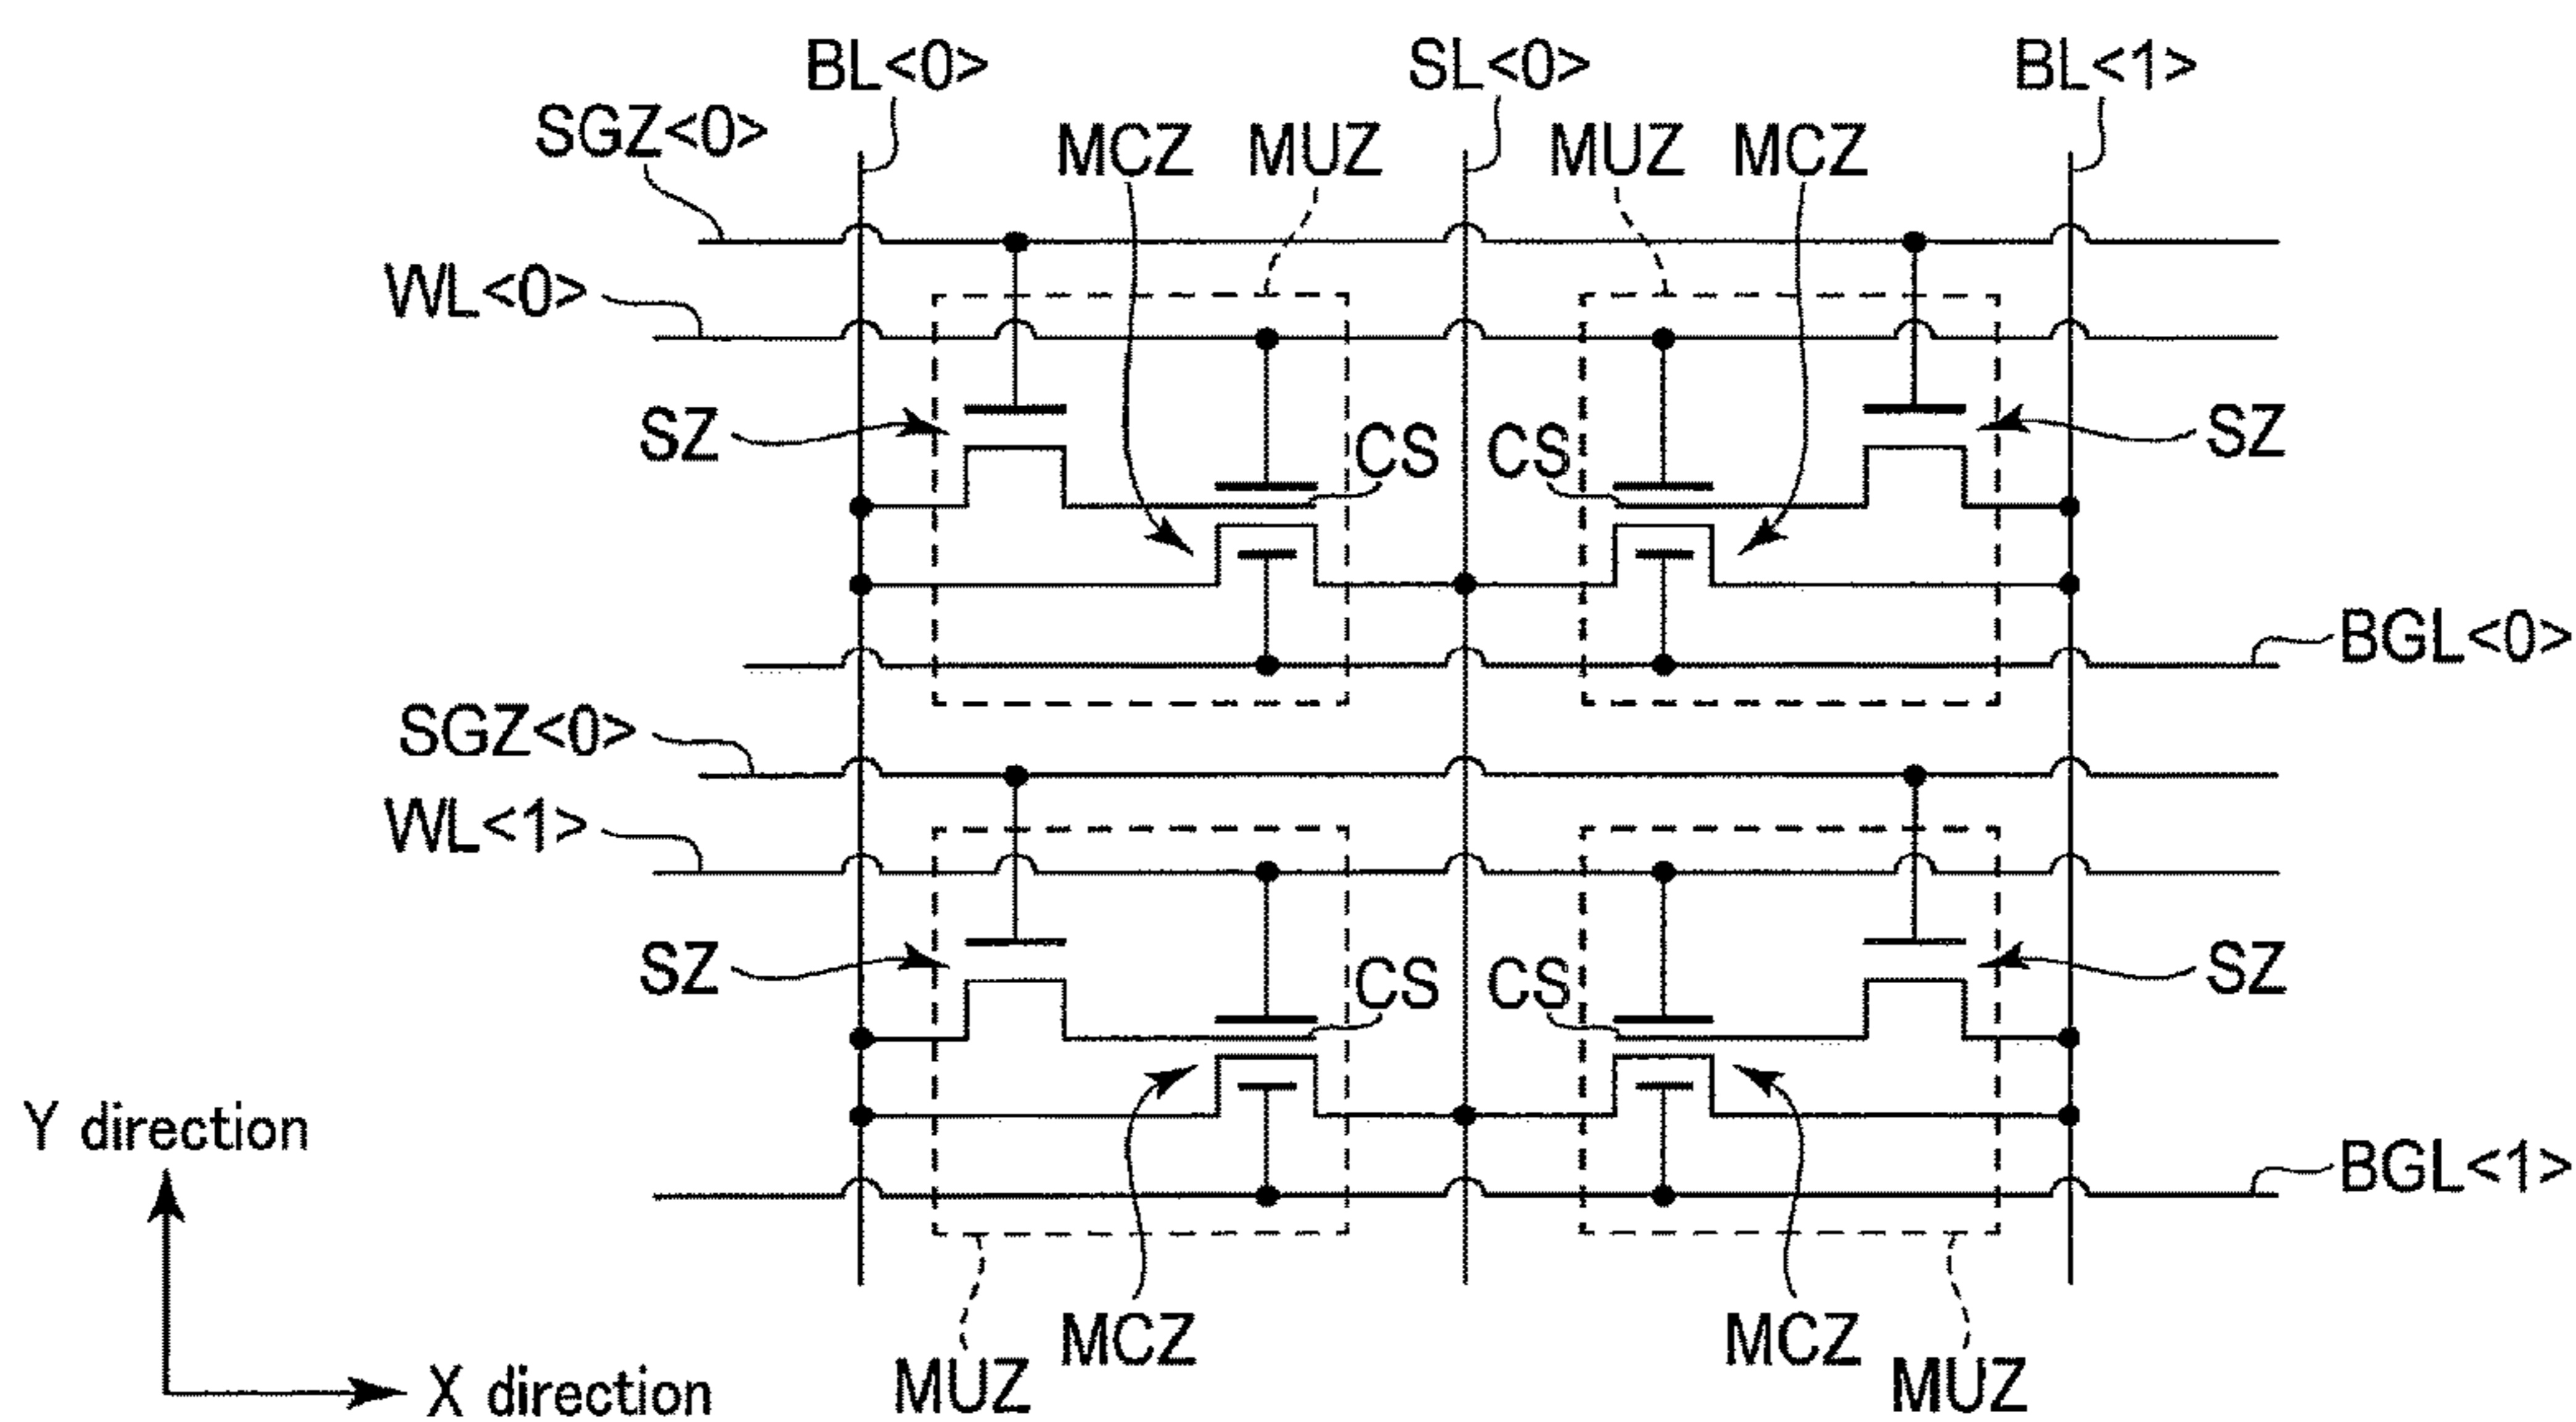 BL<0> SL<0> BL<1>
SGZ<0> MCZ MUZ MUZ MCZ
WL<0>
SZ CS CS SZ
BGL<0>
SGZ<0>
WL<1>
SZ CS CS SZ
Y direction
BGL<1>
MCZ MCZ
X direction MUZ MUZ